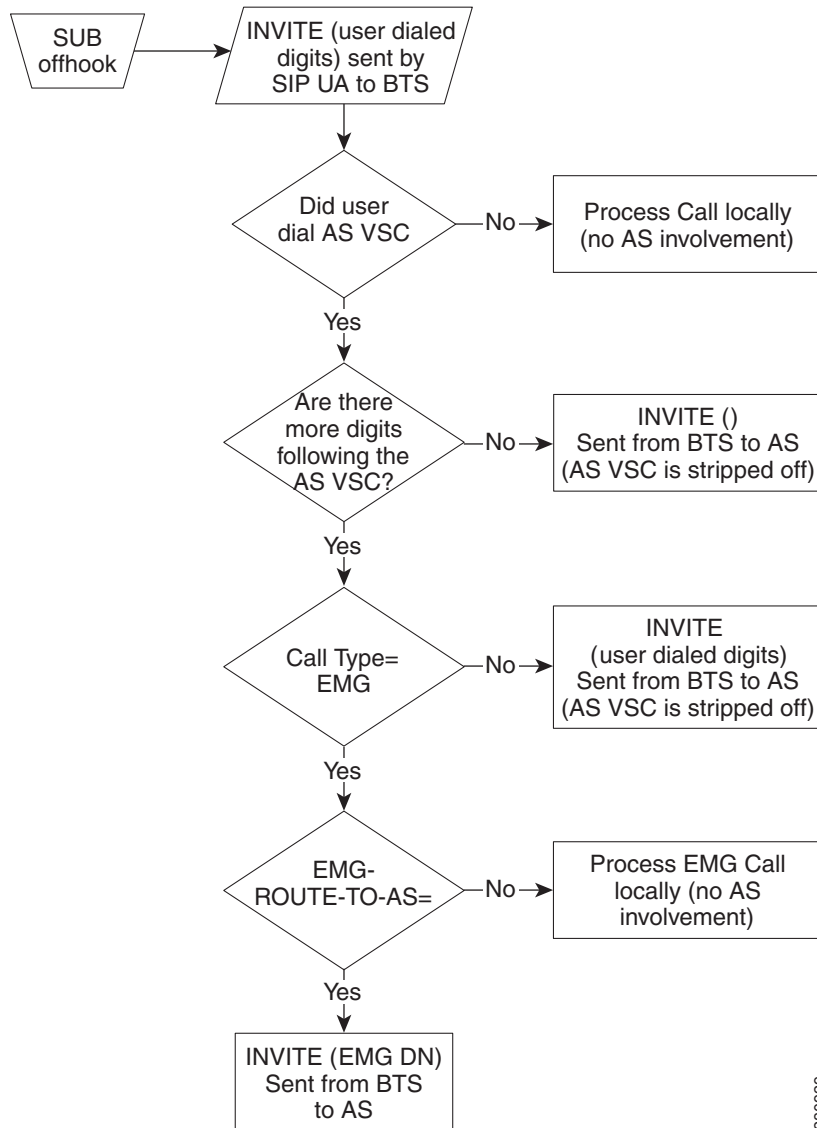 SUB
offhook
INVITE (user dialed
digits) sent by
SIP UA to BTS
Did user
dial AS VSC
No
Process Call locally
(no AS involvement)
Yes
Are there
more digits
following the
AS VSC?
No
INVITE ()
Sent from BTS to AS
(AS VSC is stripped off)
Yes
Call Type=
EMG
No
INVITE
(user dialed digits)
Sent from BTS to AS
(AS VSC is stripped off)
Yes
EMG-
ROUTE-TO-AS=
No
Process EMG Call
locally (no AS
involvement)
Yes
INVITE (EMG DN)
Sent from BTS
to AS